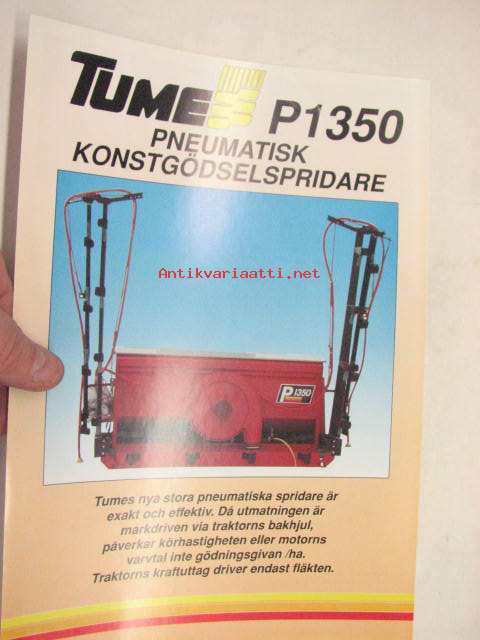 TUME P1350
PNEUMATISK
KONSTGÖDSELSPRIDARE
Antikvariaatti.net
P1350
Tumes nya stora pneumatiska spridare är
exakt och effektiv. Då utmatningen är
markdriven via traktorns bakhjul,
påverkar körhastigheten eller motorns
varvtal inte gödningsgivan /ha.
Traktorns kraftuttag driver endast fläkten.